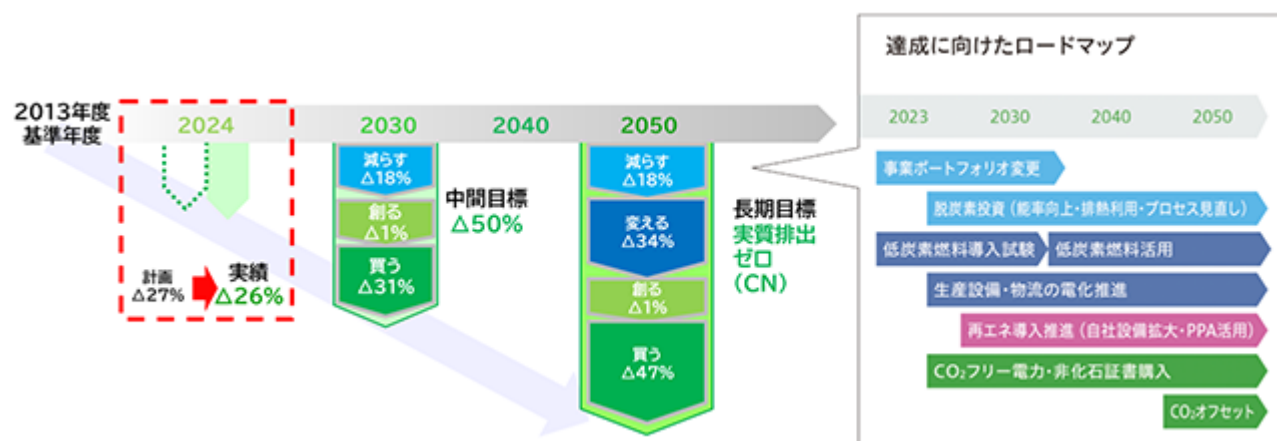 2013年度
基準年度
2024
2030
2040
2050
計画
△27%
実績
△26%
減らす
△18%
創る
△1%
買う
△31%
中間目標
△50%
減らす
△18%
変える
△34%
創る
△1%
買う
△47%
長期目標
実質排出
ゼロ
(CN)
達成に向けたロードマップ
2023 2030 2040 2050
事業ポートフォリオ変更
脱炭素投資(能率向上・排熱利用・プロセス見直し)
低炭素燃料導入試験 低炭素燃料活用
生産設備・物流の電化推進
再エネ導入推進(自社設備拡大・PPA活用)
CO₂フリー電力・非化石証書購入
CO₂オフセット